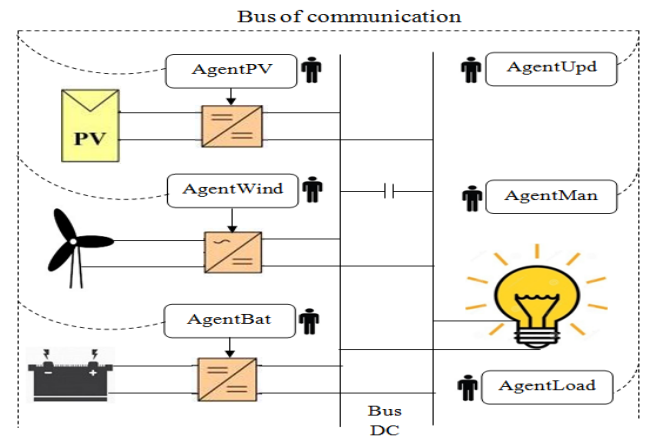 Bus of communication
AgentPV
AgentUpd
PV
AgentWind
AgentMan
AgentBat
AgentLoad
Bus
DC